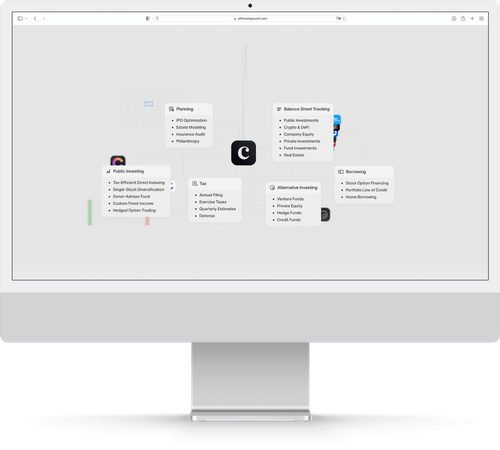 withcompound.com
Planning
IPO Optimization
Estate Modeling
Insurance Audit
Philanthropy
Balance Sheet Tracking
Public Investments
Crypto & DeFi
Company Equity
Private Investments
Fund Investments
Real Estate
Public Investing
Tax-Efficient Direct Indexing
Single-Stock Diversification
Donor-Advised Fund
Custom Fixed-Income
Hedged Option Trading
Tax
Annual Filing
Exercise Taxes
Quarterly Estimates
Defense
Alternative Investing
Venture Funds
Private Equity
Hedge Funds
Credit Funds
Borrowing
Stock Option Financing
Portfolio Line of Credit
Home Borrowing